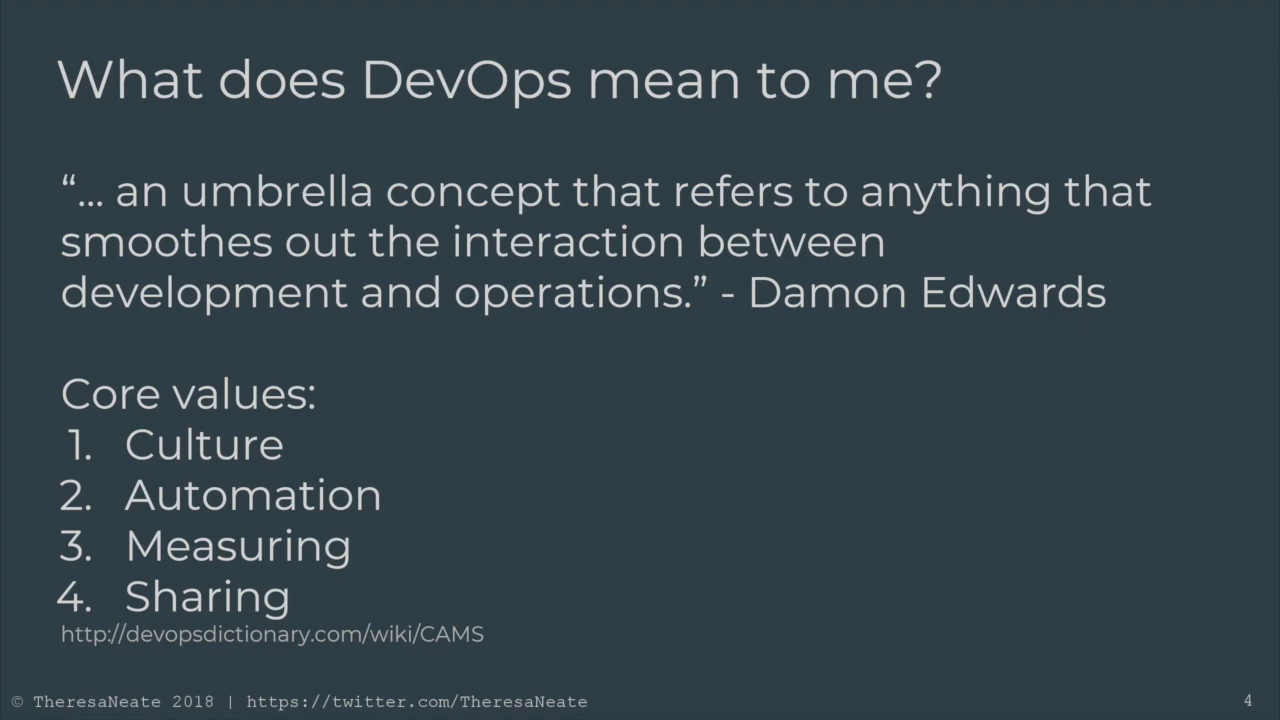 What does DevOps mean to me?
“... an umbrella concept that refers to anything that
smoothes out the interaction between
development and operations.” - Damon Edwards
Core values:
1. Culture
2. Automation
3. Measuring
4. Sharing
http://devopsdictionary.com/wiki/CAMS
© TheresaNeate 2018 | https://twitter.com/TheresaNeate
4